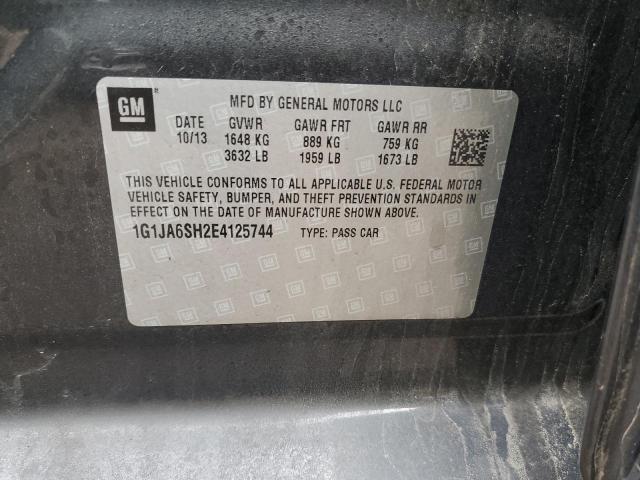 GM
MFD BY GENERAL MOTORS LLC
DATE GVWR GAWR FRT GAWR RR
10/13 1648 KG 889 KG 759 KG
3632 LB 1959 LB 1673 LB
THIS VEHICLE CONFORMS TO ALL APPLICABLE U.S. FEDERAL MOTOR
VEHICLE SAFETY, BUMPER, AND THEFT PREVENTION STANDARDS IN
EFFECT ON THE DATE OF MANUFACTURE SHOWN ABOVE.
1G1JA6SH2E4125744 TYPE: PASS CAR